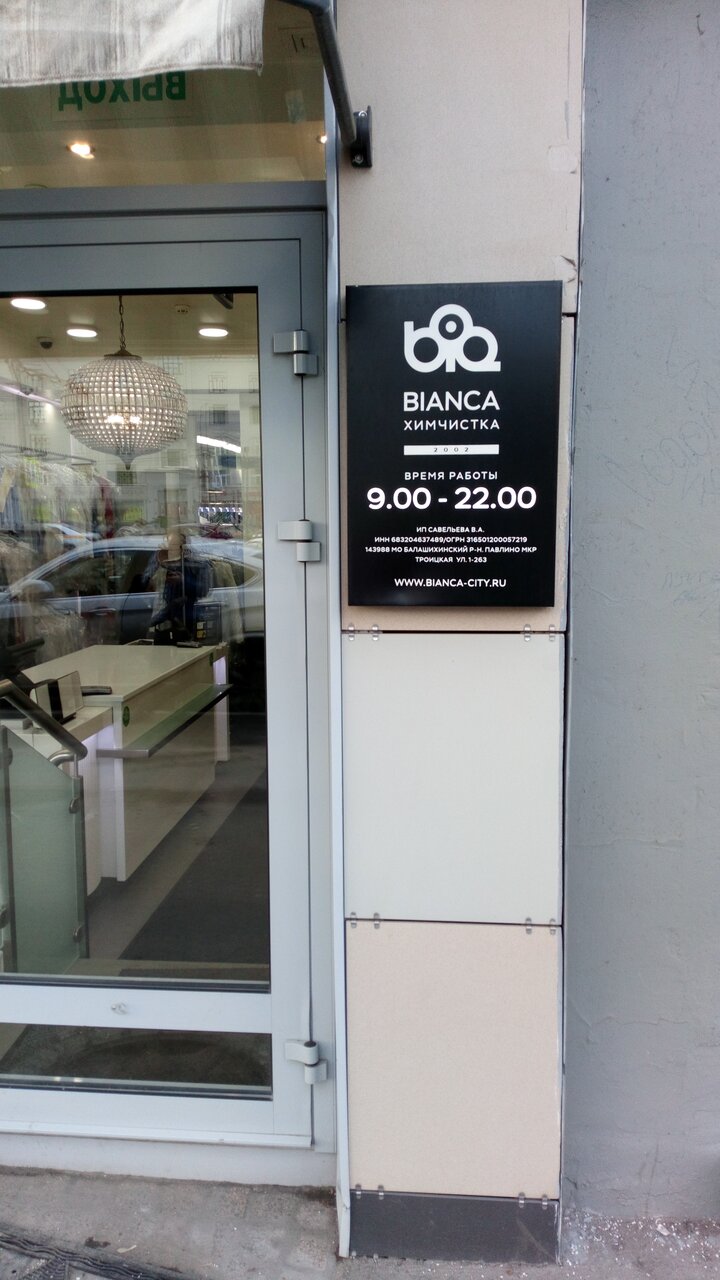 ВЫХОД
BIANCA
ХИМЧИСТКА
2002
ВРЕМЯ РАБОТЫ
9.00 - 22.00
ИП САВЕЛЬЕВА В.А.
ИНН 683204637489/ОГРН 316501200057219
143988 МО БАЛАШИХИНСКИЙ Р-Н. ПАВЛИНО МКР
ТРОИЦКАЯ УЛ. 1-263
WWW.BIANCA-CITY.RU